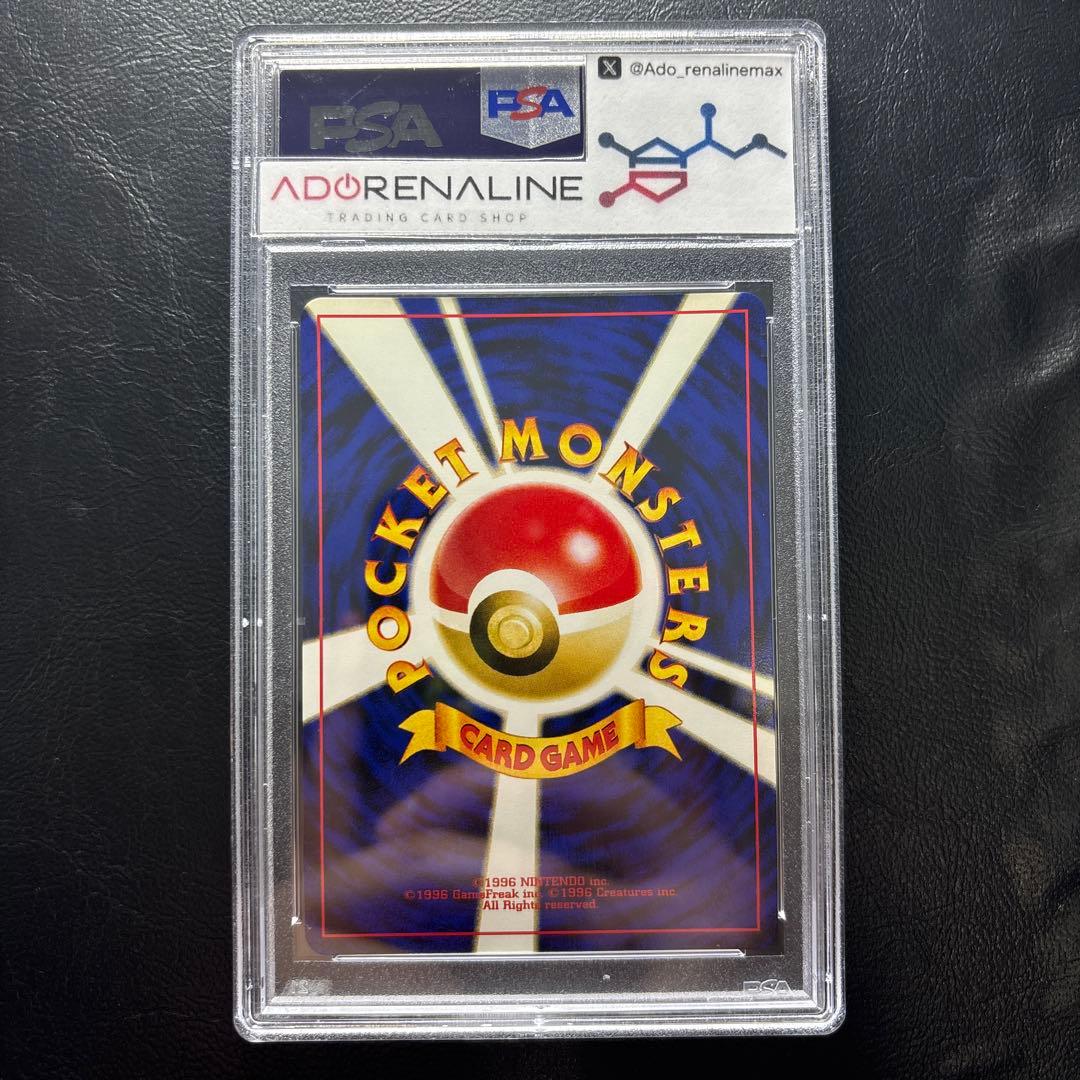 @Ado_renalinemax
PSA
PSA
ADORENALINE
TRADING CARD SHOP
POCKET MONSTERS
CARD GAME
©1996 NINTENDO inc.
©1996 GameFreak inc. ©1996 Creatures inc.
All Rights reserved.
PSA